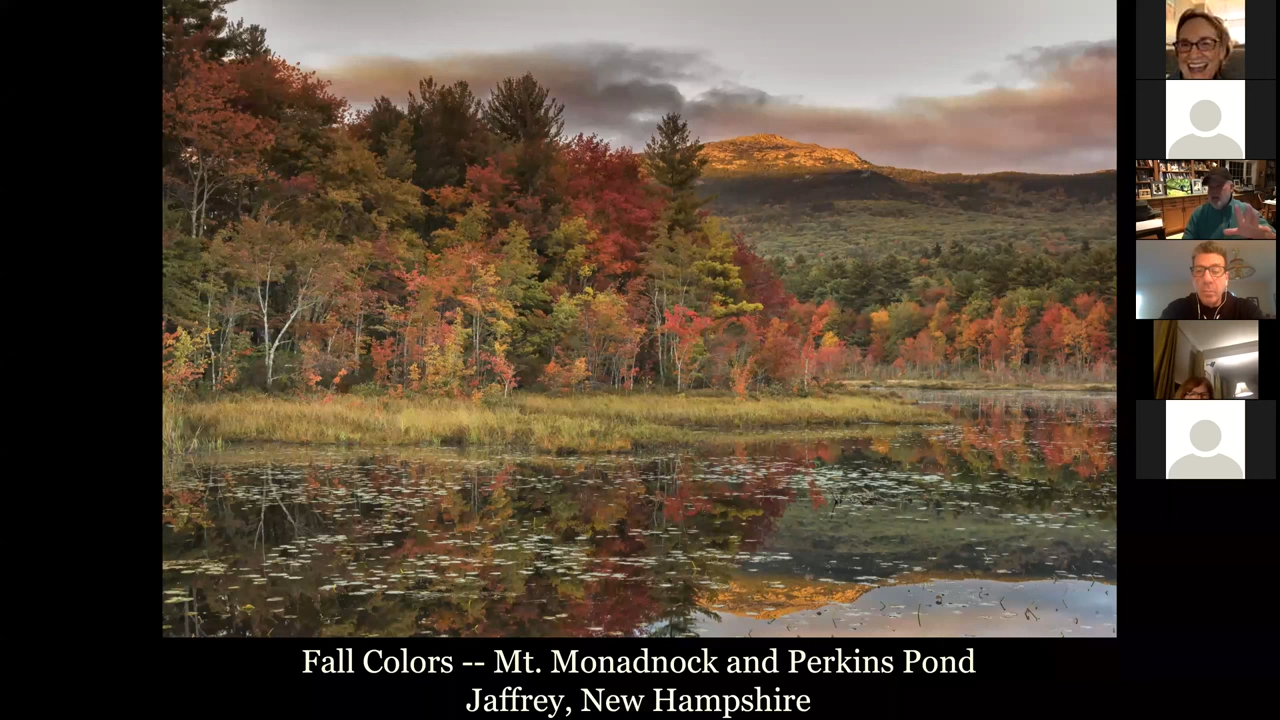 Fall Colors -- Mt. Monadnock and Perkins Pond
Jaffrey, New Hampshire